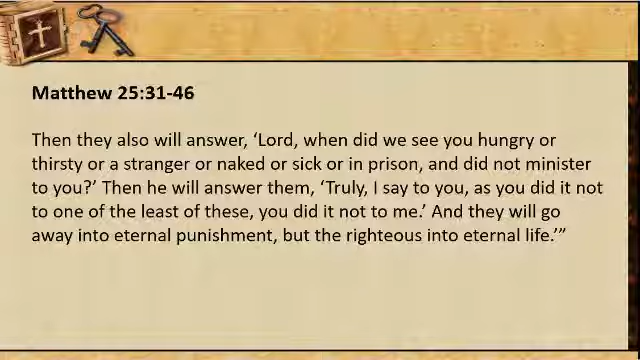 Matthew 25:31-46
Then they also will answer, ‘Lord, when did we see you hungry or
thirsty or a stranger or naked or sick or in prison, and did not minister
to you?’ Then he will answer them, ‘Truly, I say to you, as you did it not
to one of the least of these, you did it not to me.’ And they will go
away into eternal punishment, but the righteous into eternal life.’”